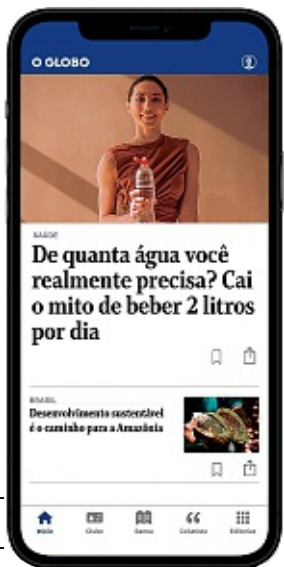 O GLOBO
SAÚDE
De quanta água você
realmente precisa? Cai
o mito de beber 2 litros
por dia
BRASIL
Desenvolvimento sustentável
é o caminho para a Amazônia
Início
Clube
Editorias